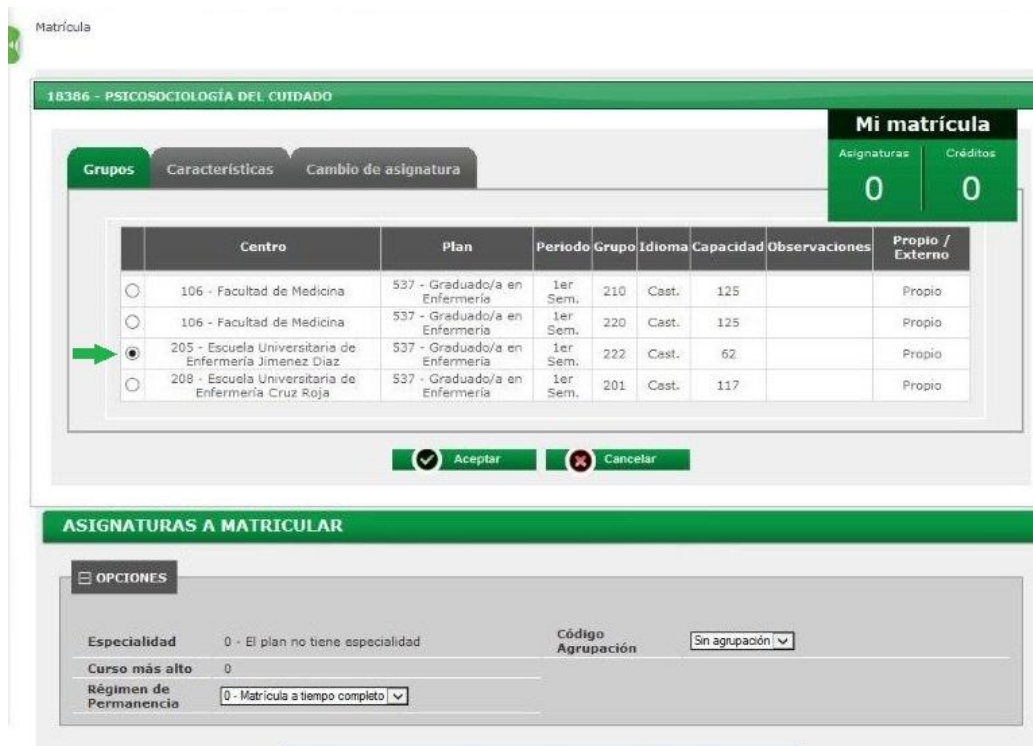 Matrícula
18386 - PSICOSOCIOLOGÍA DEL CUIDADO
Mi matrícula
Asignaturas Créditos
0 0
Grupos Características Cambio de asignatura
Centro Plan Periodo Grupo Idioma Capacidad Observaciones Propio / Externo
106 - Facultad de Medicina 537 - Graduado/a en Enfermería 1er Sem. 210 Cast. 125 Propio
106 - Facultad de Medicina 537 - Graduado/a en Enfermería 1er Sem. 220 Cast. 125 Propio
205 - Escuela Universitaria de Enfermería Jimenez Diaz 537 - Graduado/a en Enfermería 1er Sem. 222 Cast. 62 Propio
208 - Escuela Universitaria de Enfermería Cruz Roja 537 - Graduado/a en Enfermería 1er Sem. 201 Cast. 117 Propio
Aceptar Cancelar
ASIGNATURAS A MATRICULAR
OPCIONES
Especialidad 0 - El plan no tiene especialidad Código Agrupación Sin agrupación
Curso más alto 0
Régimen de Permanencia 0 - Matrícula a tiempo completo